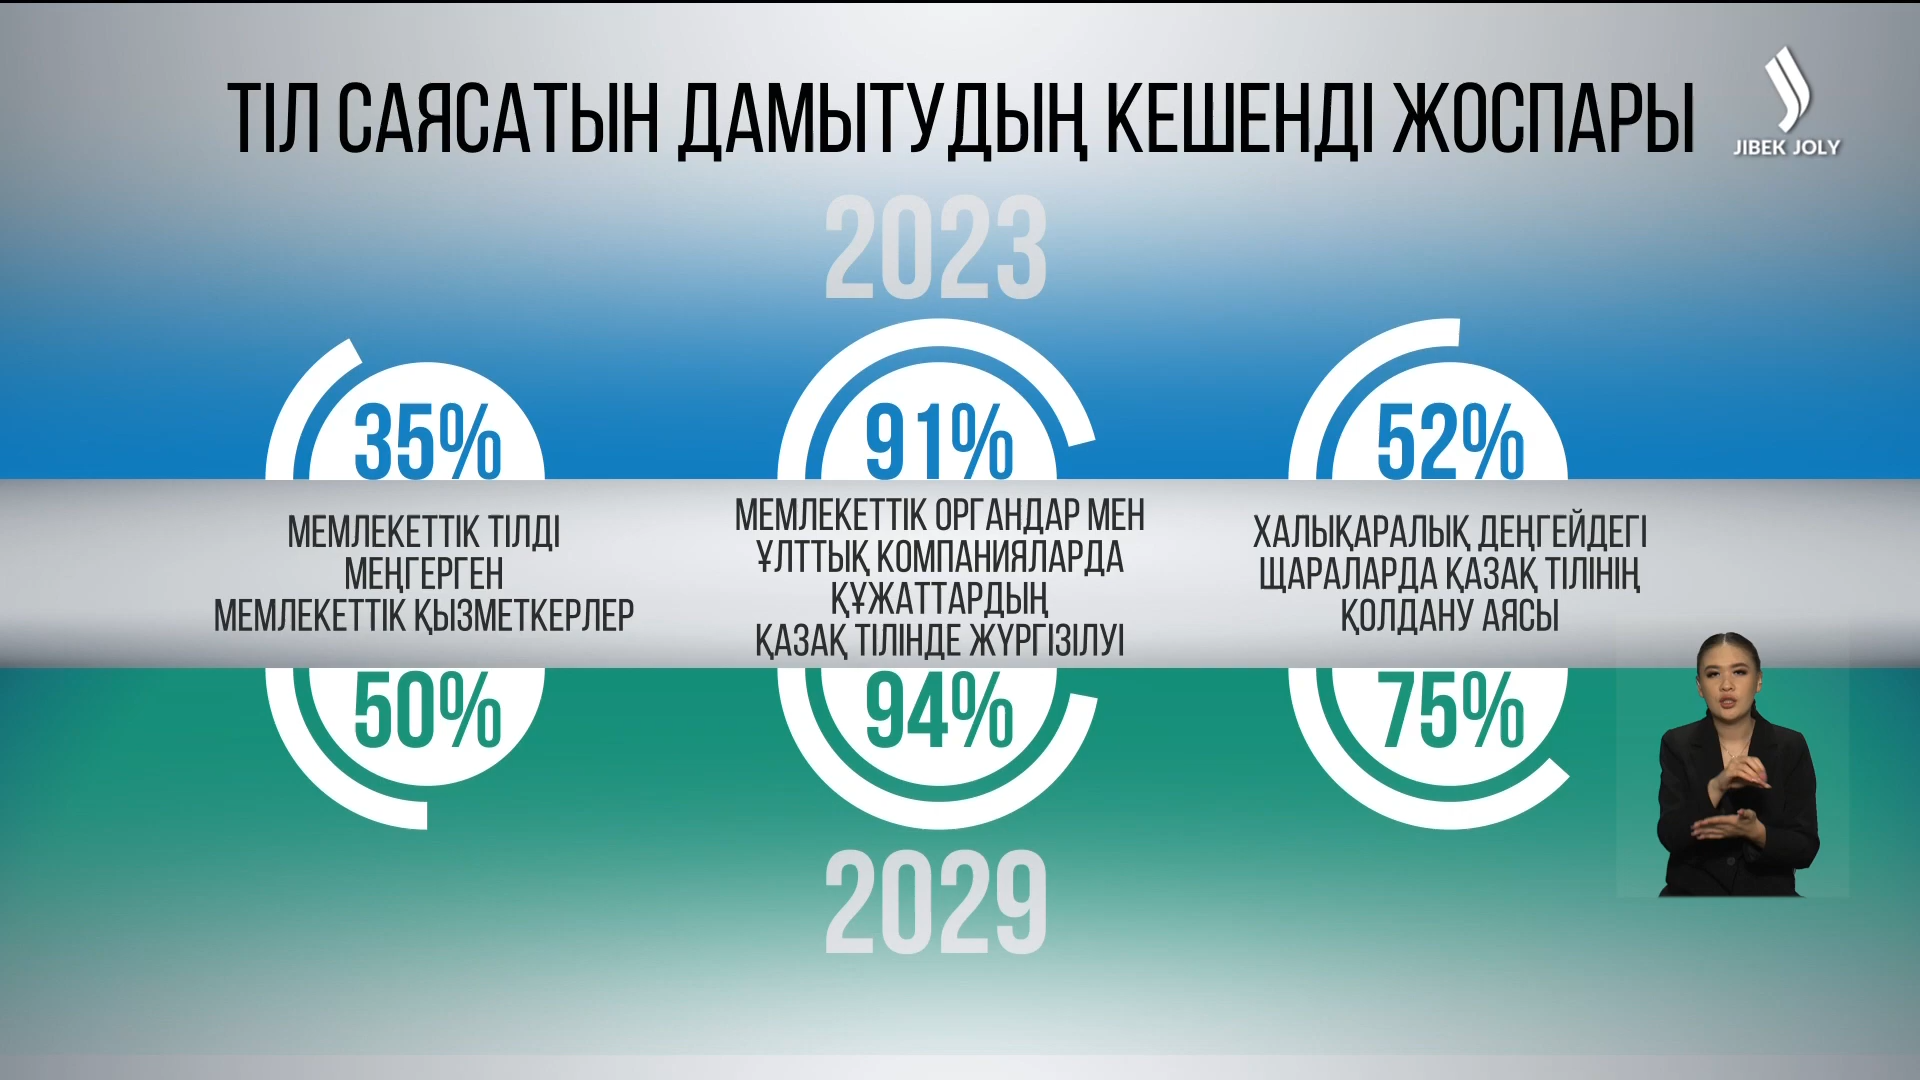 ТІЛ САЯСАТЫН ДАМЫТУДЫҢ КЕШЕНДІ ЖОСПАРЫ
JIBEK JOLY
2023
35%
91%
52%
МЕМЛЕКЕТТІК ТІЛДІ
МЕҢГЕРГЕН
МЕМЛЕКЕТТІК ҚЫЗМЕТКЕРЛЕР
МЕМЛЕКЕТТІК ОРГАНДАР МЕН
ҰЛТТЫҚ КОМПАНИЯЛАРДА
ҚҰЖАТТАРДЫҢ
ҚАЗАҚ ТІЛІНДЕ ЖҮРГІЗІЛУІ
ХАЛЫҚАРАЛЫҚ ДЕҢГЕЙДЕГІ
ЩАРАЛАРДА ҚАЗАҚ ТІЛІНІҢ
ҚОЛДАНУ АЯСЫ
50%
94%
75%
2029